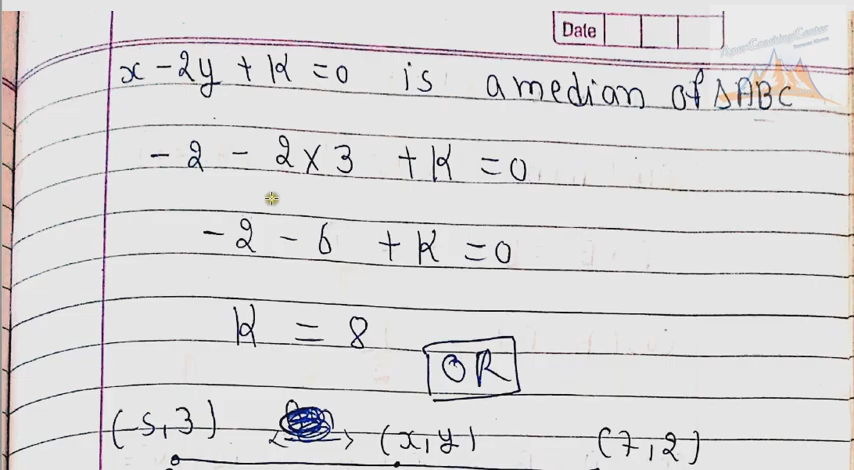 Date
x - 2y + K = 0 is a median of ΔABC
- 2 - 2 × 3 + K = 0
- 2 - 6 + K = 0
K = 8
OR
(-5, 3) (x, y) (7, 2)